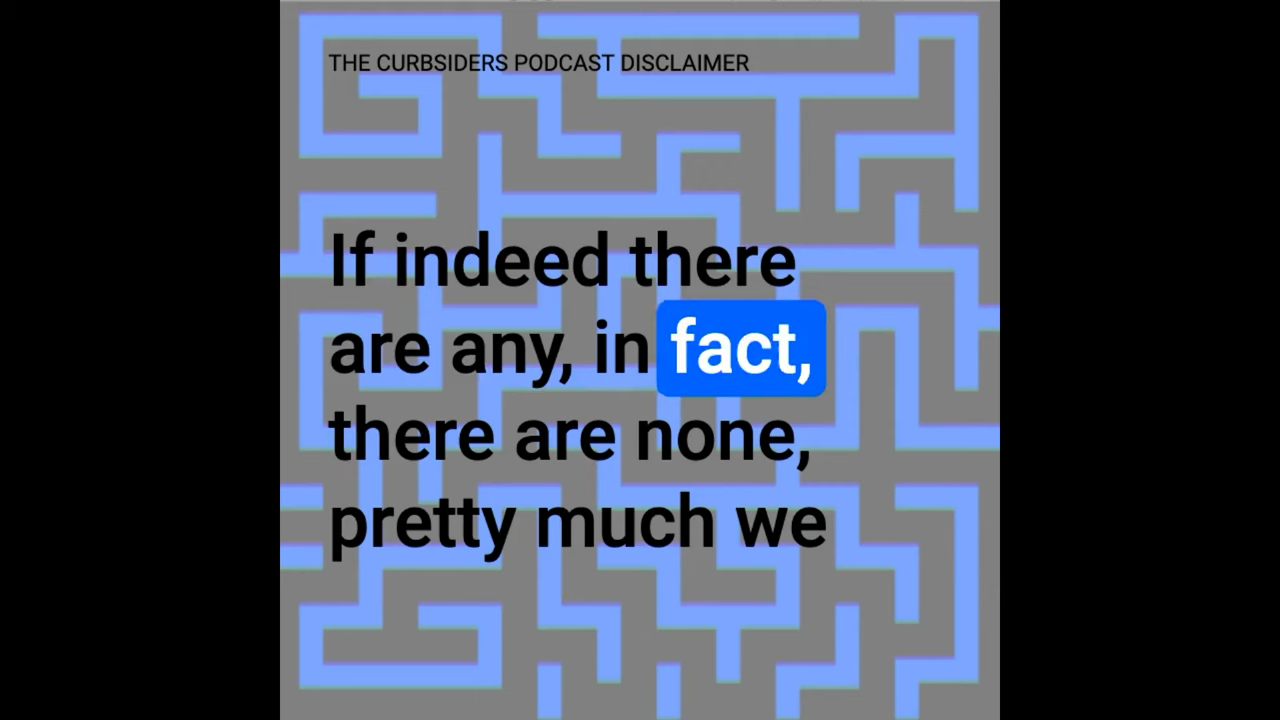 THE CURBSIDERS PODCAST DISCLAIMER
If indeed there
are any, in fact,
there are none,
pretty much we